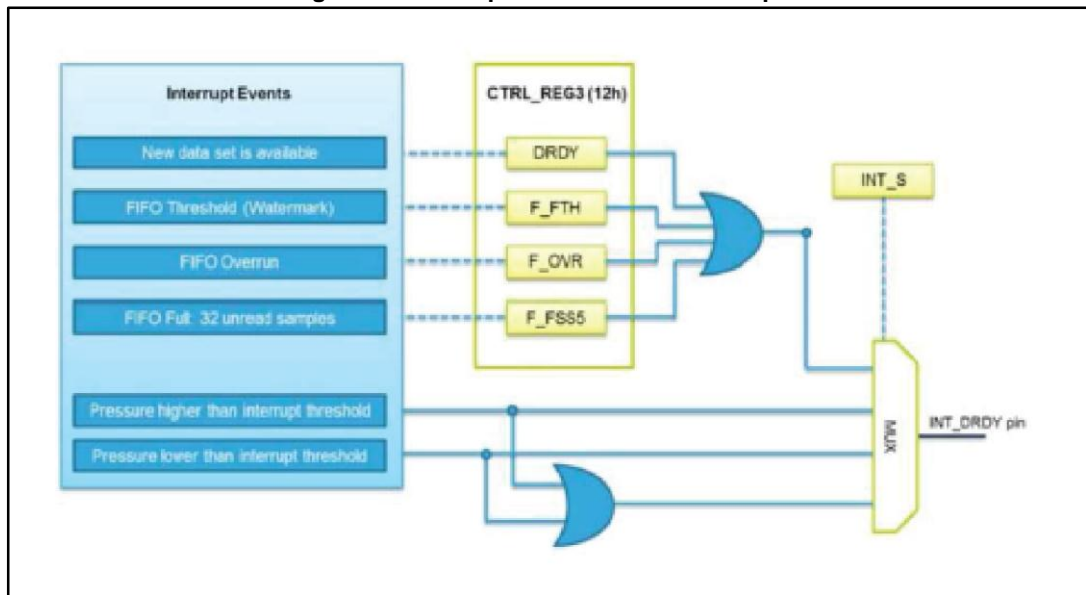 Interrupt Events
CTRL_REG3 (12h)
New data set is available
DRDY
INT_S
FIFO Threshold (Watermark)
F_FTH
FIFO Overrun
F_OVR
FIFO Full: 32 unread samples
F_FSS5
Pressure higher than interrupt threshold
MUX
INT_DRDY pin
Pressure lower than interrupt threshold